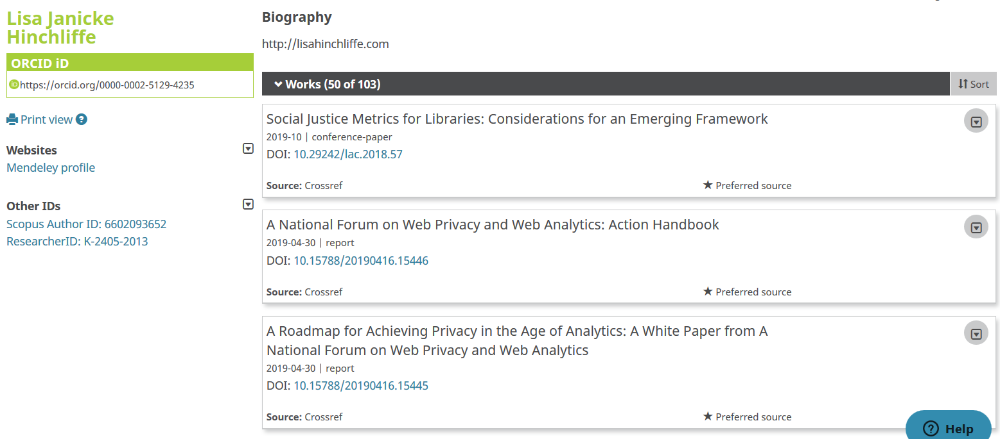 Lisa Janicke
Hinchliffe
ORCID iD
iD https://orcid.org/0000-0002-5129-4235
Print view ?
Websites
Mendeley profile
Other IDs
Scopus Author ID: 6602093652
ResearcherID: K-2405-2013
Biography
http://lisahinchliffe.com
Works (50 of 103)
Sort
Social Justice Metrics for Libraries: Considerations for an Emerging Framework
2019-10 | conference-paper
DOI: 10.29242/lac.2018.57
Source: Crossref
★ Preferred source
A National Forum on Web Privacy and Web Analytics: Action Handbook
2019-04-30 | report
DOI: 10.15788/20190416.15446
Source: Crossref
★ Preferred source
A Roadmap for Achieving Privacy in the Age of Analytics: A White Paper from A
National Forum on Web Privacy and Web Analytics
2019-04-30 | report
DOI: 10.15788/20190416.15445
Source: Crossref
★ Preferred source
? Help